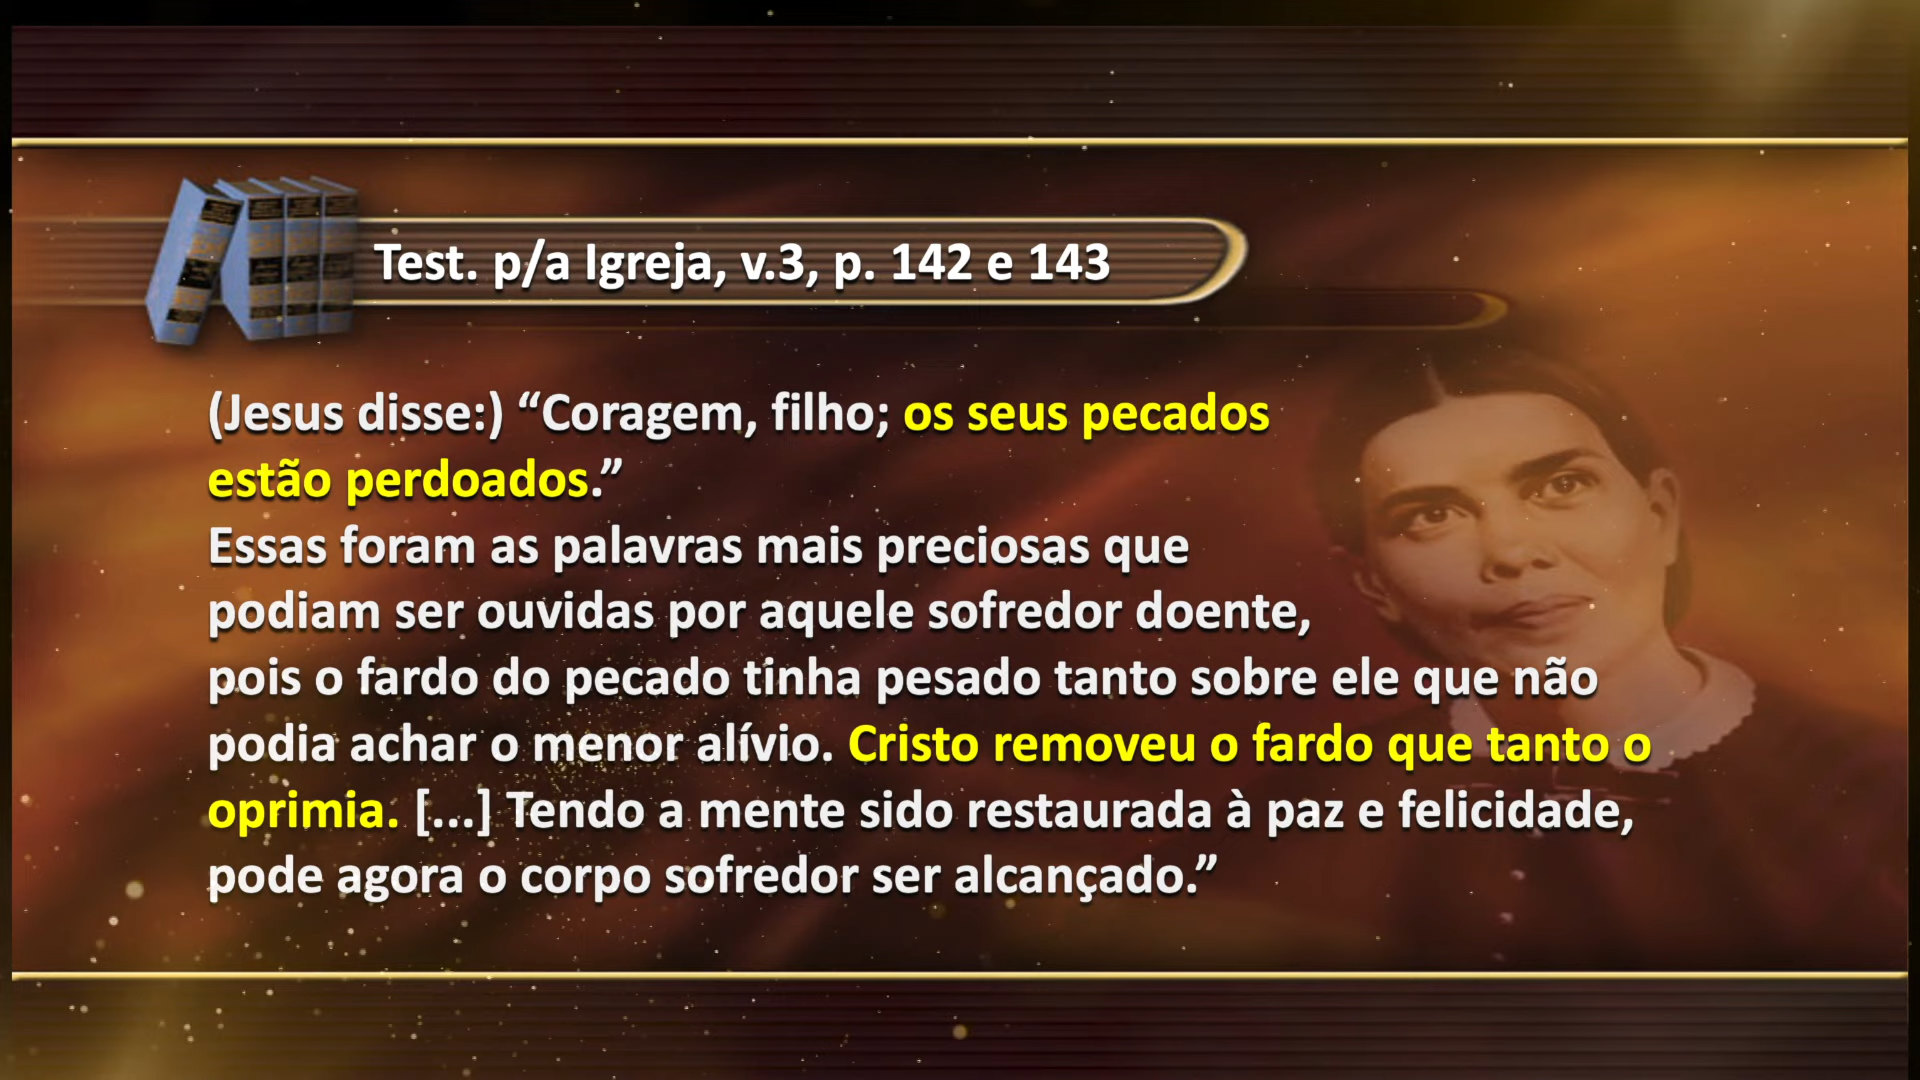 Test. p/a Igreja, v.3, p. 142 e 143
(Jesus disse:) “Coragem, filho; os seus pecados
estão perdoados.”
Essas foram as palavras mais preciosas que
podiam ser ouvidas por aquele sofredor doente,
pois o fardo do pecado tinha pesado tanto sobre ele que não
podia achar o menor alívio. Cristo removeu o fardo que tanto o
oprimia. [...] Tendo a mente sido restaurada à paz e felicidade,
pode agora o corpo sofredor ser alcançado.”